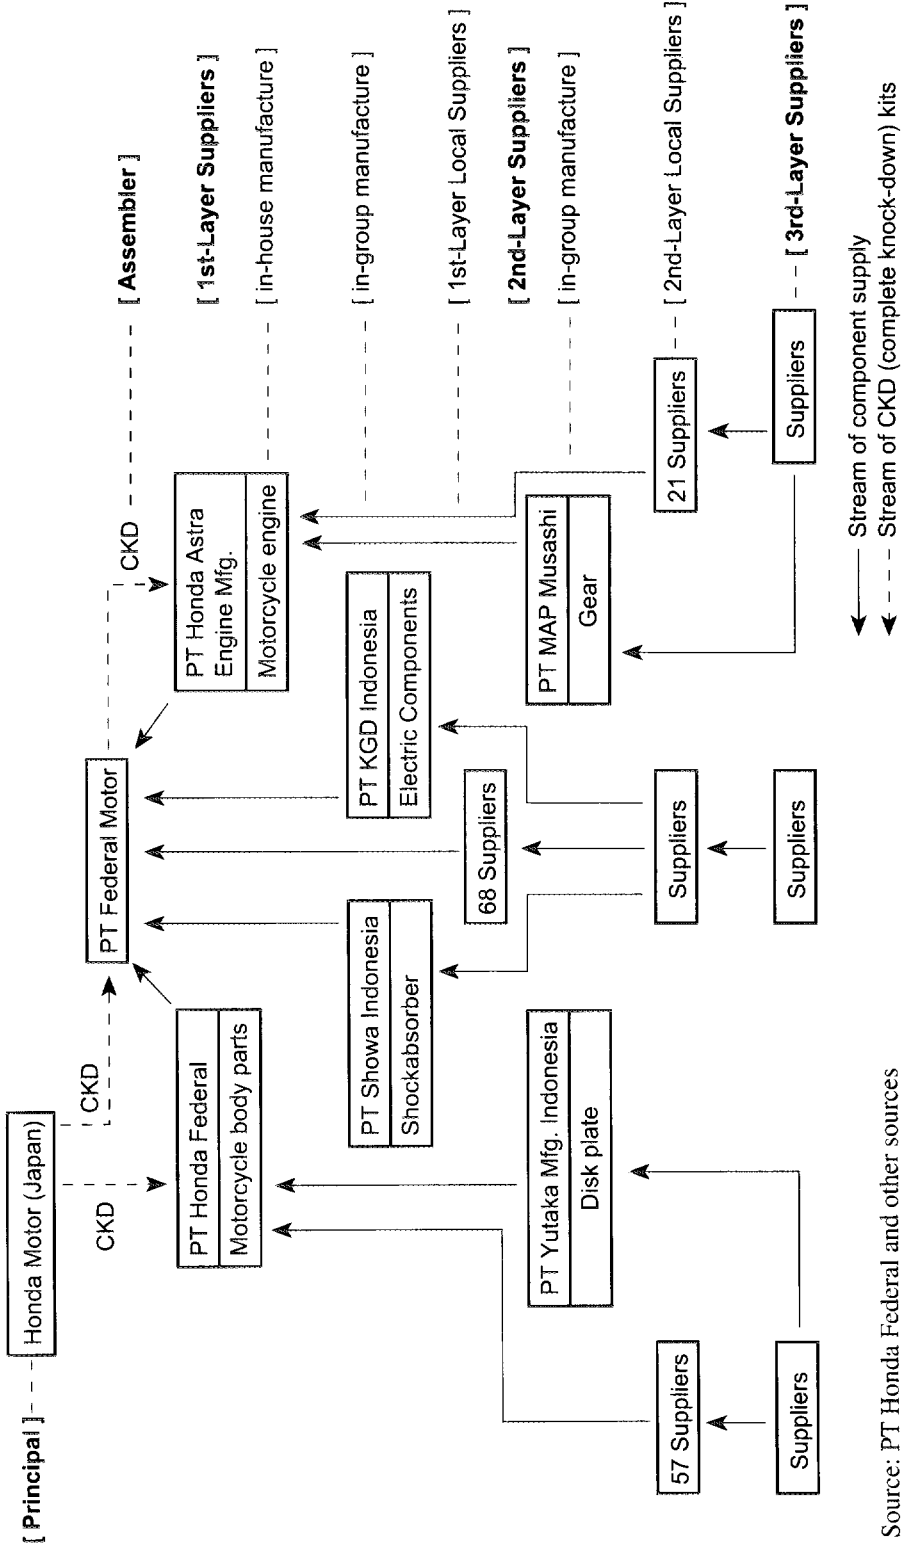 [ Principal ]
Honda Motor (Japan)
CKD
CKD
PT Federal Motor
CKD
[ Assembler ]
[ 1st-Layer Suppliers ]
PT Honda Federal
Motorcycle body parts
PT Honda Astra
Engine Mfg.
Motorcycle engine
[ in-house manufacture ]
PT Showa Indonesia
Shockabsorber
PT KGD Indonesia
Electric Components
[ in-group manufacture ]
68 Suppliers
[ 1st-Layer Local Suppliers ]
[ 2nd-Layer Suppliers ]
PT Yutaka Mfg. Indonesia
Disk plate
PT MAP Musashi
Gear
[ in-group manufacture ]
57 Suppliers
Suppliers
21 Suppliers
[ 2nd-Layer Local Suppliers ]
Suppliers
Suppliers
Suppliers
[ 3rd-Layer Suppliers ]
Stream of component supply
Stream of CKD (complete knock-down) kits
Source: PT Honda Federal and other sources